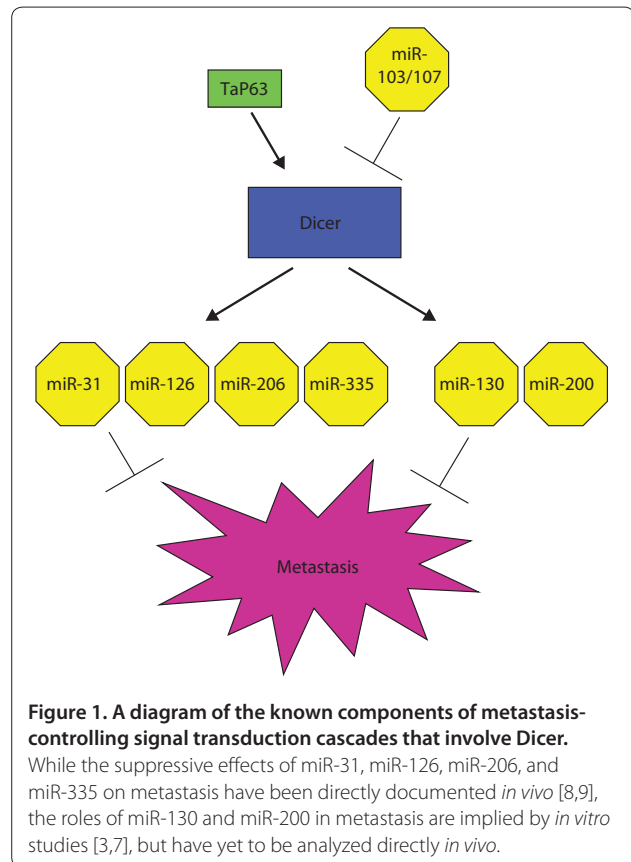 miR-
103/107
TaP63
Dicer
miR-31
miR-126
miR-206
miR-335
miR-130
miR-200
Metastasis
Figure 1. A diagram of the known components of metastasis-
controlling signal transduction cascades that involve Dicer.
While the suppressive effects of miR-31, miR-126, miR-206, and
miR-335 on metastasis have been directly documented in vivo [8,9],
the roles of miR-130 and miR-200 in metastasis are implied by in vitro
studies [3,7], but have yet to be analyzed directly in vivo.